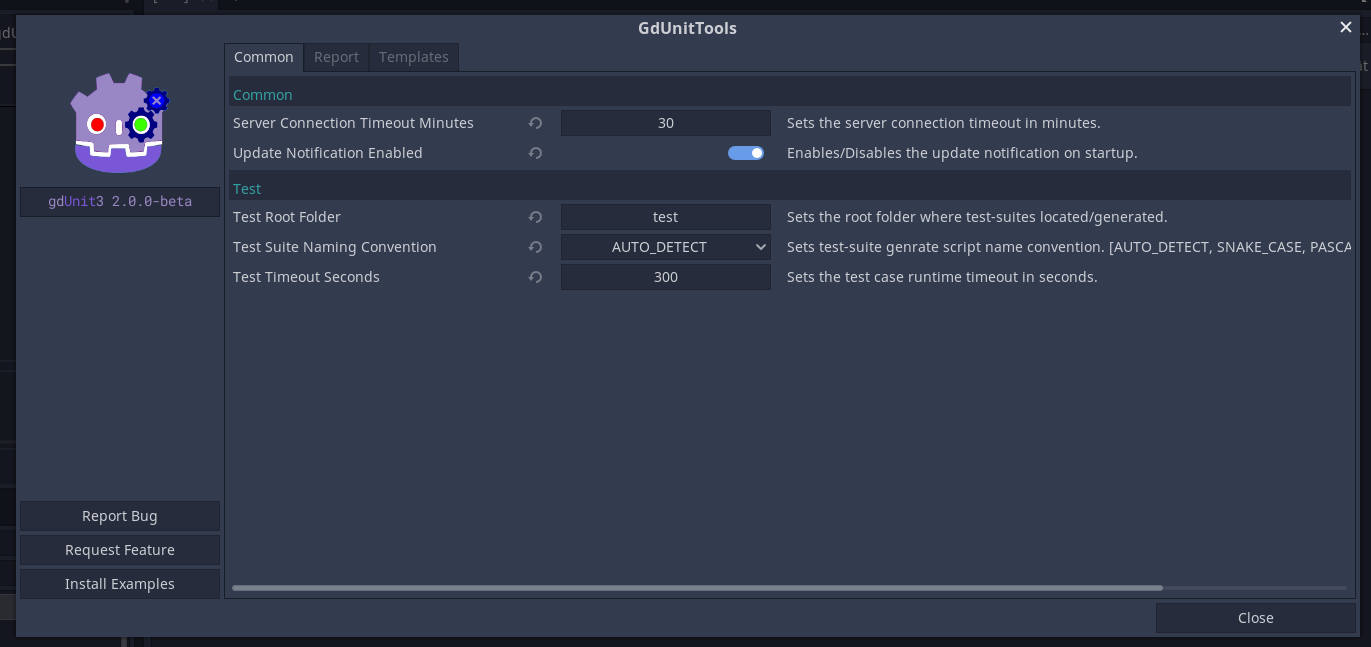 GdUnitTools
Common Report Templates
Common
Server Connection Timeout Minutes 30 Sets the server connection timeout in minutes.
Update Notification Enabled Enables/Disables the update notification on startup.
gdUnit3 2.0.0-beta
Test
Test Root Folder test Sets the root folder where test-suites located/generated.
Test Suite Naming Convention AUTO_DETECT Sets test-suite genrate script name convention. [AUTO_DETECT, SNAKE_CASE, PASCA
Test Timeout Seconds 300 Sets the test case runtime timeout in seconds.
Report Bug
Request Feature
Install Examples
Close